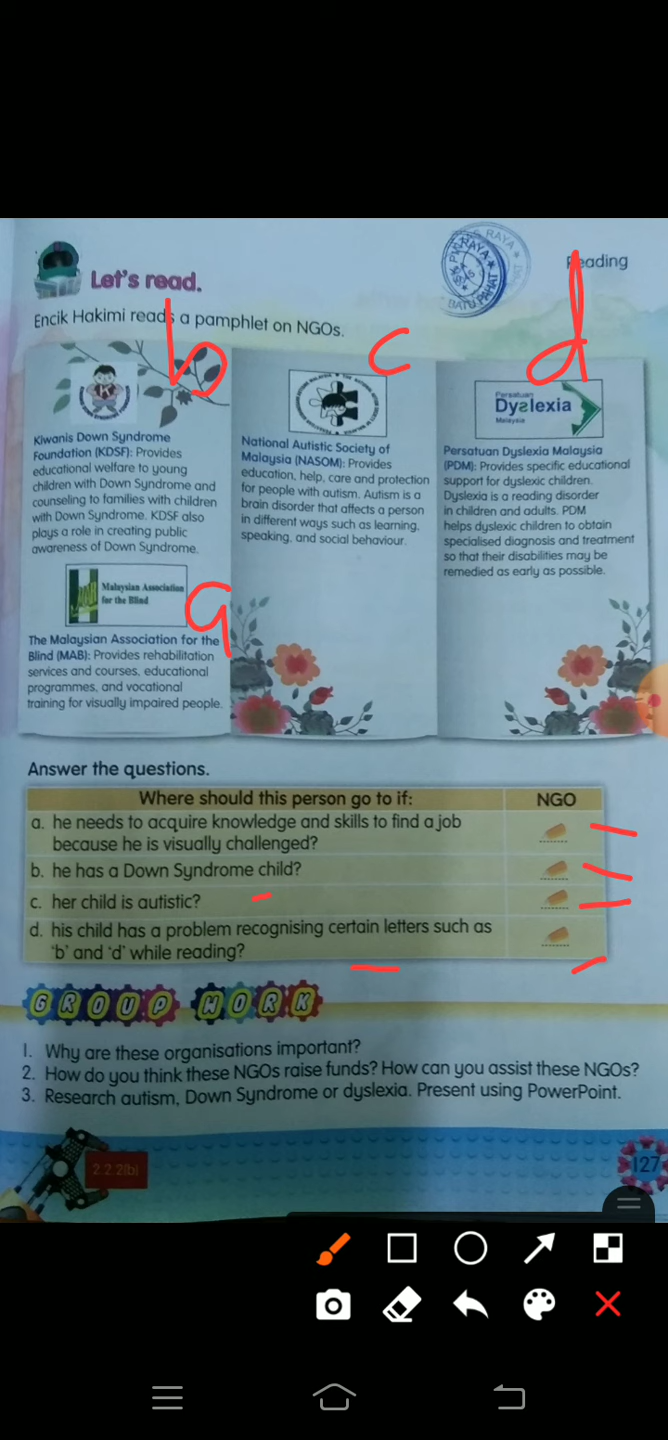 Let's read.
Reading
Encik Hakimi reads a pamphlet on NGOs.
b
K
Kiwanis Down Syndrome
Foundation (KDSF): Provides
educational welfare to young
children with Down Syndrome and
counseling to families with children
with Down Syndrome. KDSF also
plays a role in creating public
awareness of Down Syndrome.
a
MAB
Malaysian Association
for the Blind
The Malaysian Association for the
Blind (MAB): Provides rehabilitation
services and courses, educational
programmes, and vocational
training for visually impaired people.
c
National Autistic Society of
Malaysia (NASOM): Provides
education, help, care and protection
for people with autism. Autism is a
brain disorder that affects a person
in different ways such as learning,
speaking, and social behaviour.
d
Persatuan
Dyslexia
Malaysia
Persatuan Dyslexia Malaysia
(PDM): Provides specific educational
support for dyslexic children.
Dyslexia is a reading disorder
in children and adults. PDM
helps dyslexic children to obtain
specialised diagnosis and treatment
so that their disabilities may be
remedied as early as possible.
Answer the questions.
Where should this person go to if:
NGO
a. he needs to acquire knowledge and skills to find a job
because he is visually challenged?
b. he has a Down Syndrome child?
c. her child is autistic?
d. his child has a problem recognising certain letters such as
'b' and 'd' while reading?
GROUP WORK
1. Why are these organisations important?
2. How do you think these NGOs raise funds? How can you assist these NGOs?
3. Research autism, Down Syndrome or dyslexia. Present using PowerPoint.
2.2.2(b)
127